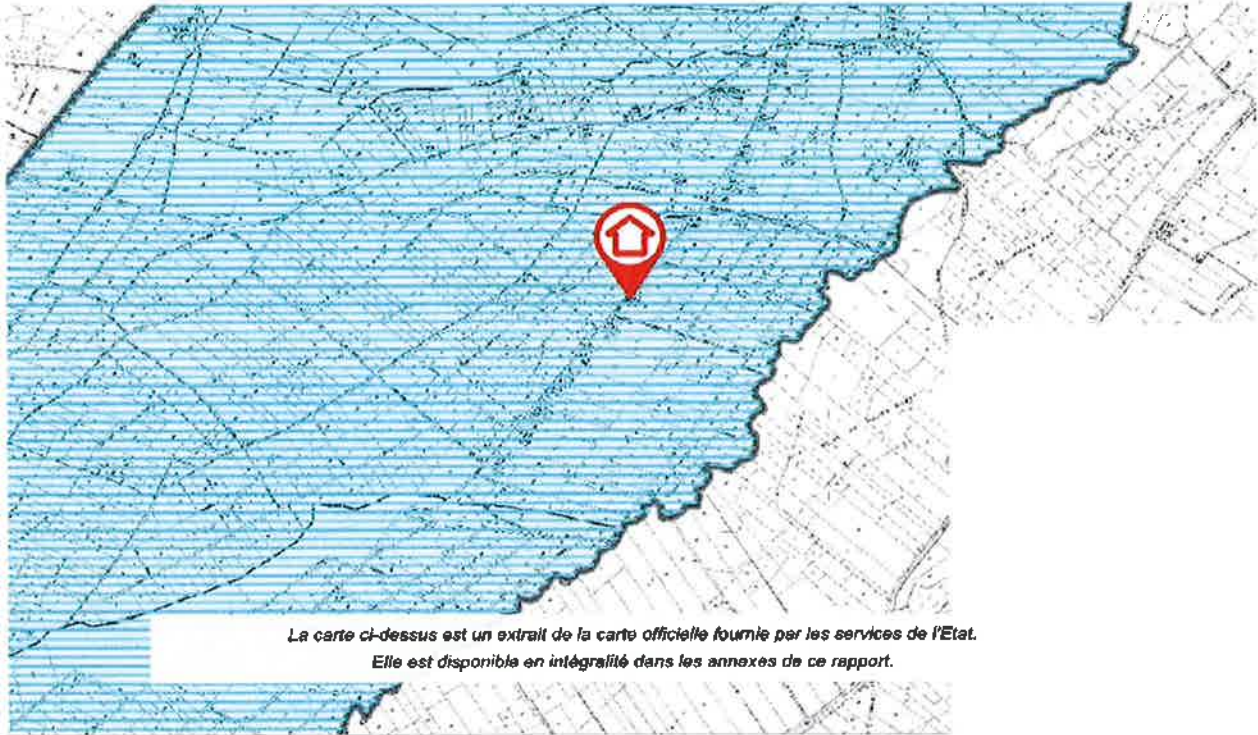 La carte ci-dessus est un extrait de la carte officielle fournie par les services de l'Etat.
Elle est disponible en intégralité dans les annexes de ce rapport.